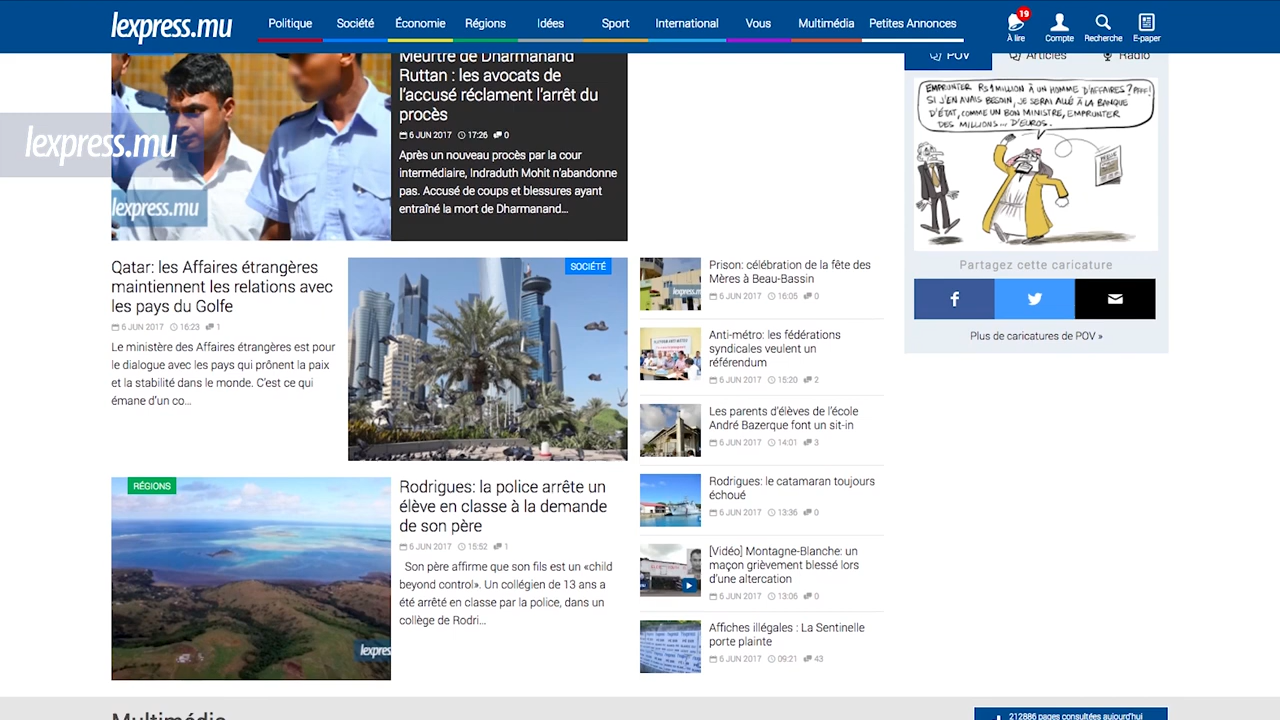 lexpress.mu
Politique
Société
Économie
Régions
Idées
Sport
International
Vous
Multimédia
Petites Annonces
19
À lire
Compte
Recherche
E-paper
lexpress.mu
lexpress.mu
Meurtre de Dharmanand
Ruttan : les avocats de
l'accusé réclament l'arrêt du
procès
6 JUN 2017 17:26 0
Après un nouveau procès par la cour
intermédiaire, Indraduth Mohit n'abandonne
pas. Accusé de coups et blessures ayant
entraîné la mort de Dharmanand...
Qatar: les Affaires étrangères
maintiennent les relations avec
les pays du Golfe
6 JUN 2017 16:23 1
Le ministère des Affaires étrangères est pour
le dialogue avec les pays qui prônent la paix
et la stabilité dans le monde. C'est ce qui
émane d'un co...
SOCIÉTÉ
RÉGIONS
lexpres
Rodrigues: la police arrête un
élève en classe à la demande
de son père
6 JUN 2017 15:52 1
Son père affirme que son fils est un «child
beyond control». Un collégien de 13 ans a
été arrêté en classe par la police, dans un
collège de Rodri...
lexpress.m
Prison: célébration de la fête des
Mères à Beau-Bassin
6 JUN 2017 16:05 0
Anti-métro: les fédérations
syndicales veulent un
référendum
6 JUN 2017 15:20 2
Les parents d'élèves de l'école
André Bazerque font un sit-in
6 JUN 2017 14:01 3
Rodrigues: le catamaran toujours
échoué
6 JUN 2017 13:36 0
[Vidéo] Montagne-Blanche: un
maçon grièvement blessé lors
d'une altercation
6 JUN 2017 13:06 0
Affiches illégales : La Sentinelle
porte plainte
6 JUN 2017 09:21 43
POV
Articles
Radio
EMPRUNTER RS 1 MILLION À UN HOMME D'AFFAIRES ? PFFF!
SI J'EN AVAIS BESOIN, JE SERAI ALLÉ À LA BANQUE
D'ÉTAT, COMME UN BON MINISTRE, EMPRUNTER
DES MILLIONS... D'EUROS.
Partagez cette caricature
Plus de caricatures de POV »
Multimédia
212886 pages consultées aujourd'hui